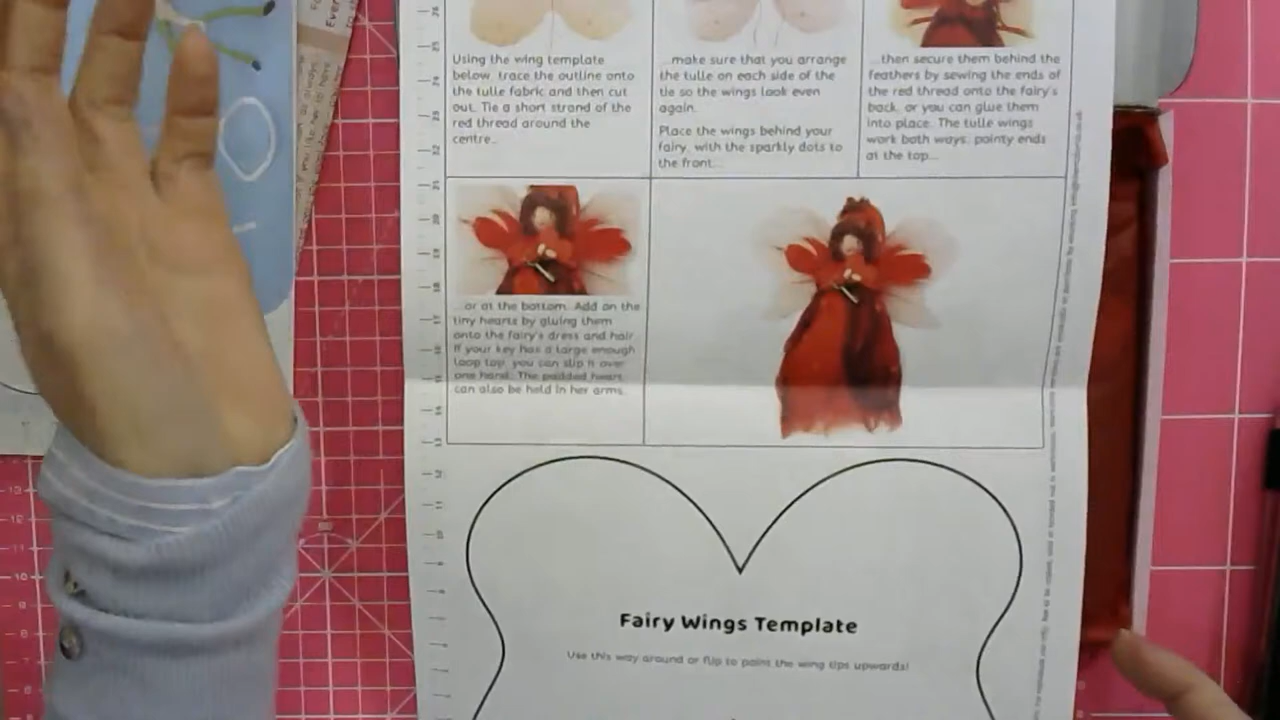 Using the wing template
below, trace the outline onto
the tulle fabric and then cut
out. Tie a short strand of the
red thread around the
centre...
...make sure that you arrange
the tulle on each side of the
tie so the wings look even
again.
Place the wings behind your
fairy, with the sparkly dots to
the front...
...then secure them behind the
feathers by sewing the ends of
the red thread onto the fairy's
back, or you can glue them
into place. The tulle wings
work both ways: pointy ends
at the top...
...or at the bottom. Add on the
tiny hearts by gluing them
onto the fairy's dress and hair.
If your key has a large enough
loop top, you can slip it over
one hand. The padded heart
can also be held in her arms.
Fairy Wings Template
Use this way around or flip to point the wing tips upwards!